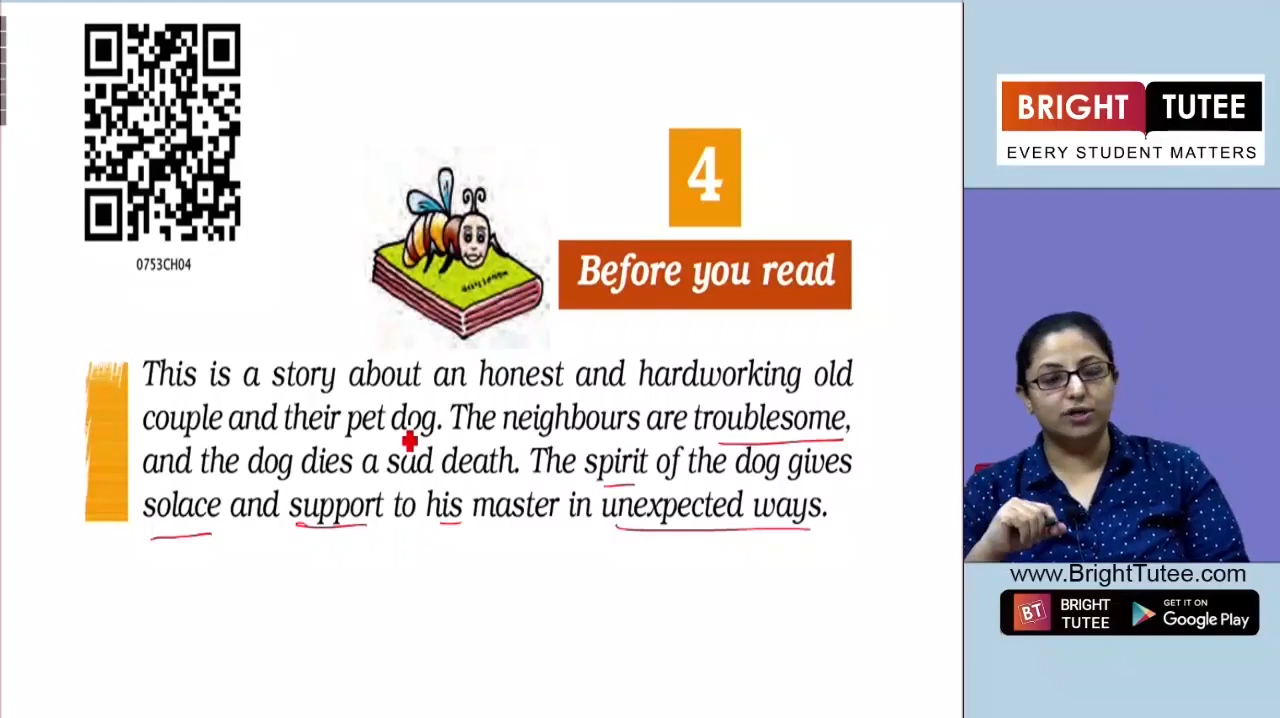 0753CH04
4
Before you read
This is a story about an honest and hardworking old
couple and their pet dog. The neighbours are troublesome,
and the dog dies a sad death. The spirit of the dog gives
solace and support to his master in unexpected ways.
BRIGHT TUTEE
EVERY STUDENT MATTERS
www.BrightTutee.com
BT
BRIGHT
TUTEE
GET IT ON
Google Play